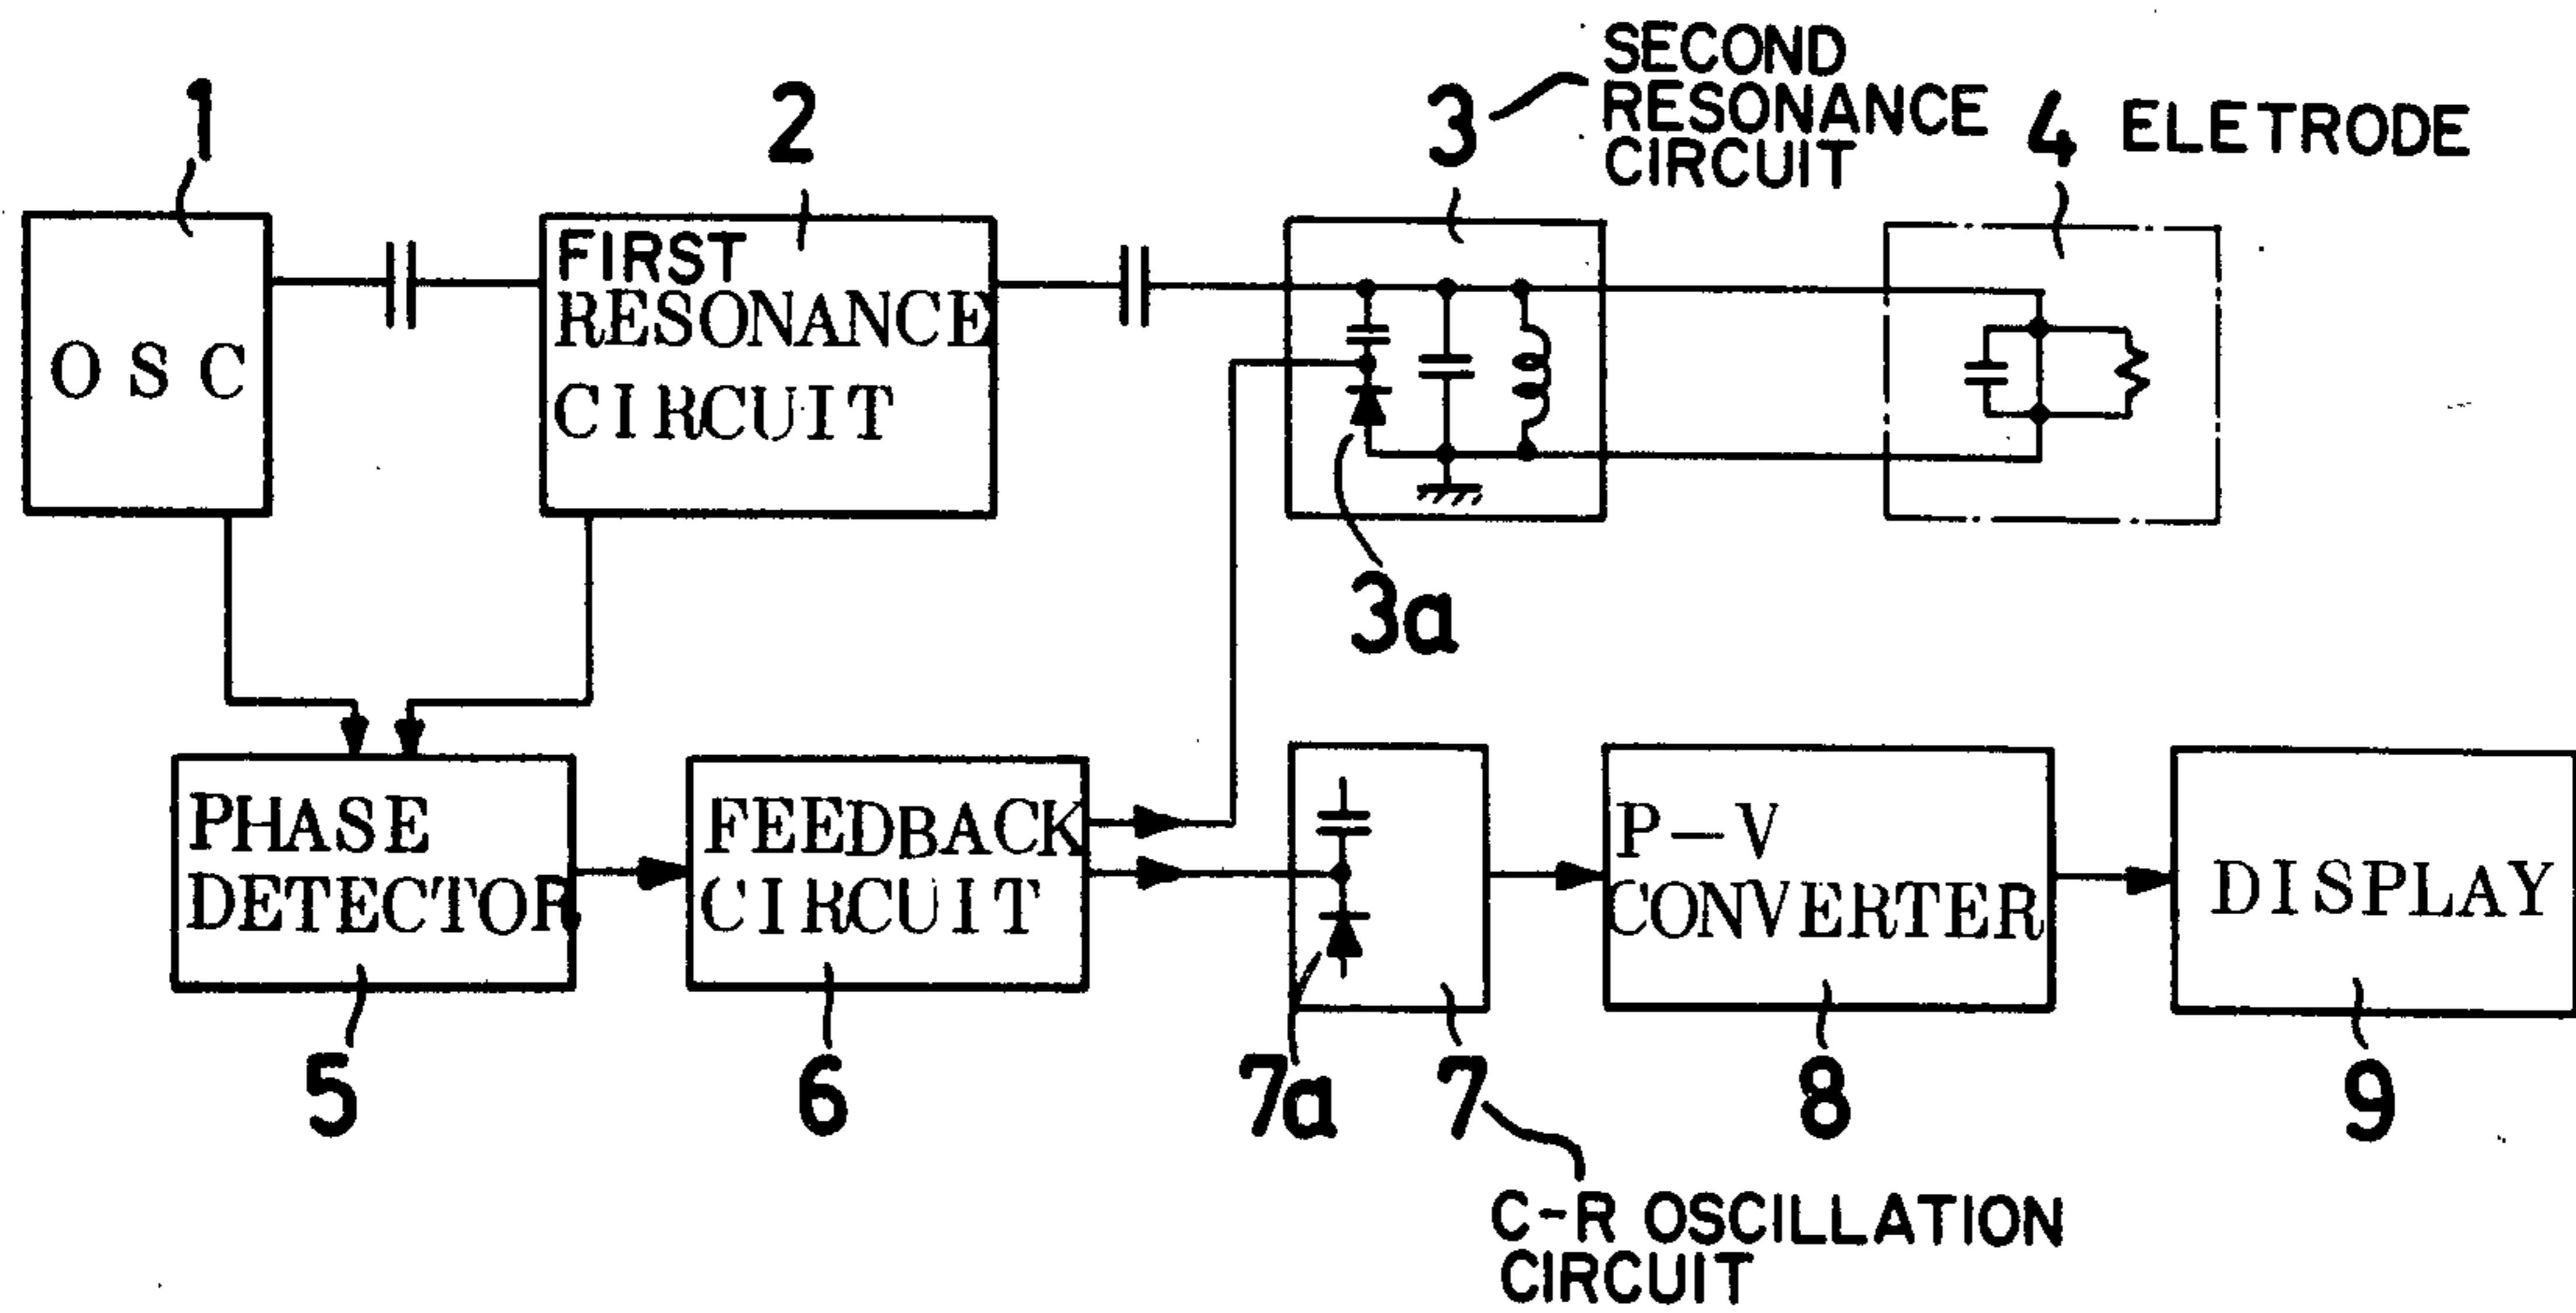 1
2
3
SECOND
RESONANCE
CIRCUIT
4 ELETRODE
OSC
FIRST
RESONANCE
CIRCUIT
3a
PHASE
DETECTOR
FEEDBACK
CIRCUIT
P-V
CONVERTER
DISPLAY
5
6
7a
7
8
9
C-R OSCILLATION
CIRCUIT